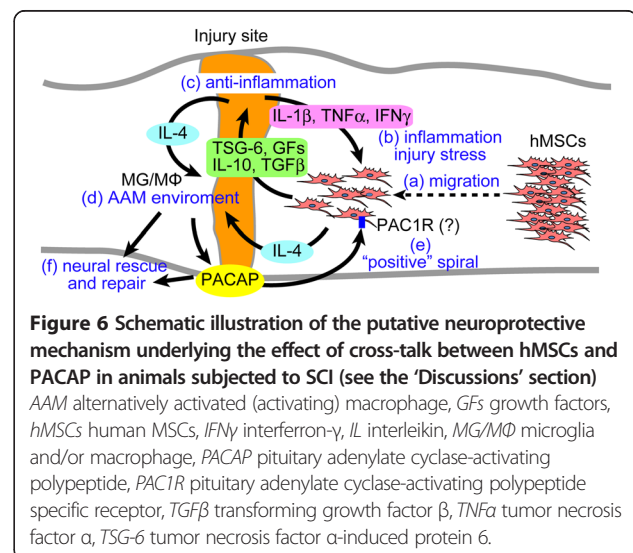 Injury site
(c) anti-inflammation
IL-1β, TNFα, IFNγ
IL-4
TSG-6, GFs
IL-10, TGFβ
(b) inflammation
injury stress
hMSCs
MG/MΦ
(d) AAM enviroment
(a) migration
PAC1R (?)
(e)
"positive" spiral
IL-4
(f) neural rescue
and repair
PACAP
Figure 6 Schematic illustration of the putative neuroprotective
mechanism underlying the effect of cross-talk between hMSCs and
PACAP in animals subjected to SCI (see the 'Discussions' section)
AAM alternatively activated (activating) macrophage, GFs growth factors,
hMSCs human MSCs, IFNγ interferron-γ, IL interleikin, MG/MΦ microglia
and/or macrophage, PACAP pituitary adenylate cyclase-activating
polypeptide, PAC1R pituitary adenylate cyclase-activating polypeptide
specific receptor, TGFβ transforming growth factor β, TNFα tumor necrosis
factor α, TSG-6 tumor necrosis factor α-induced protein 6.